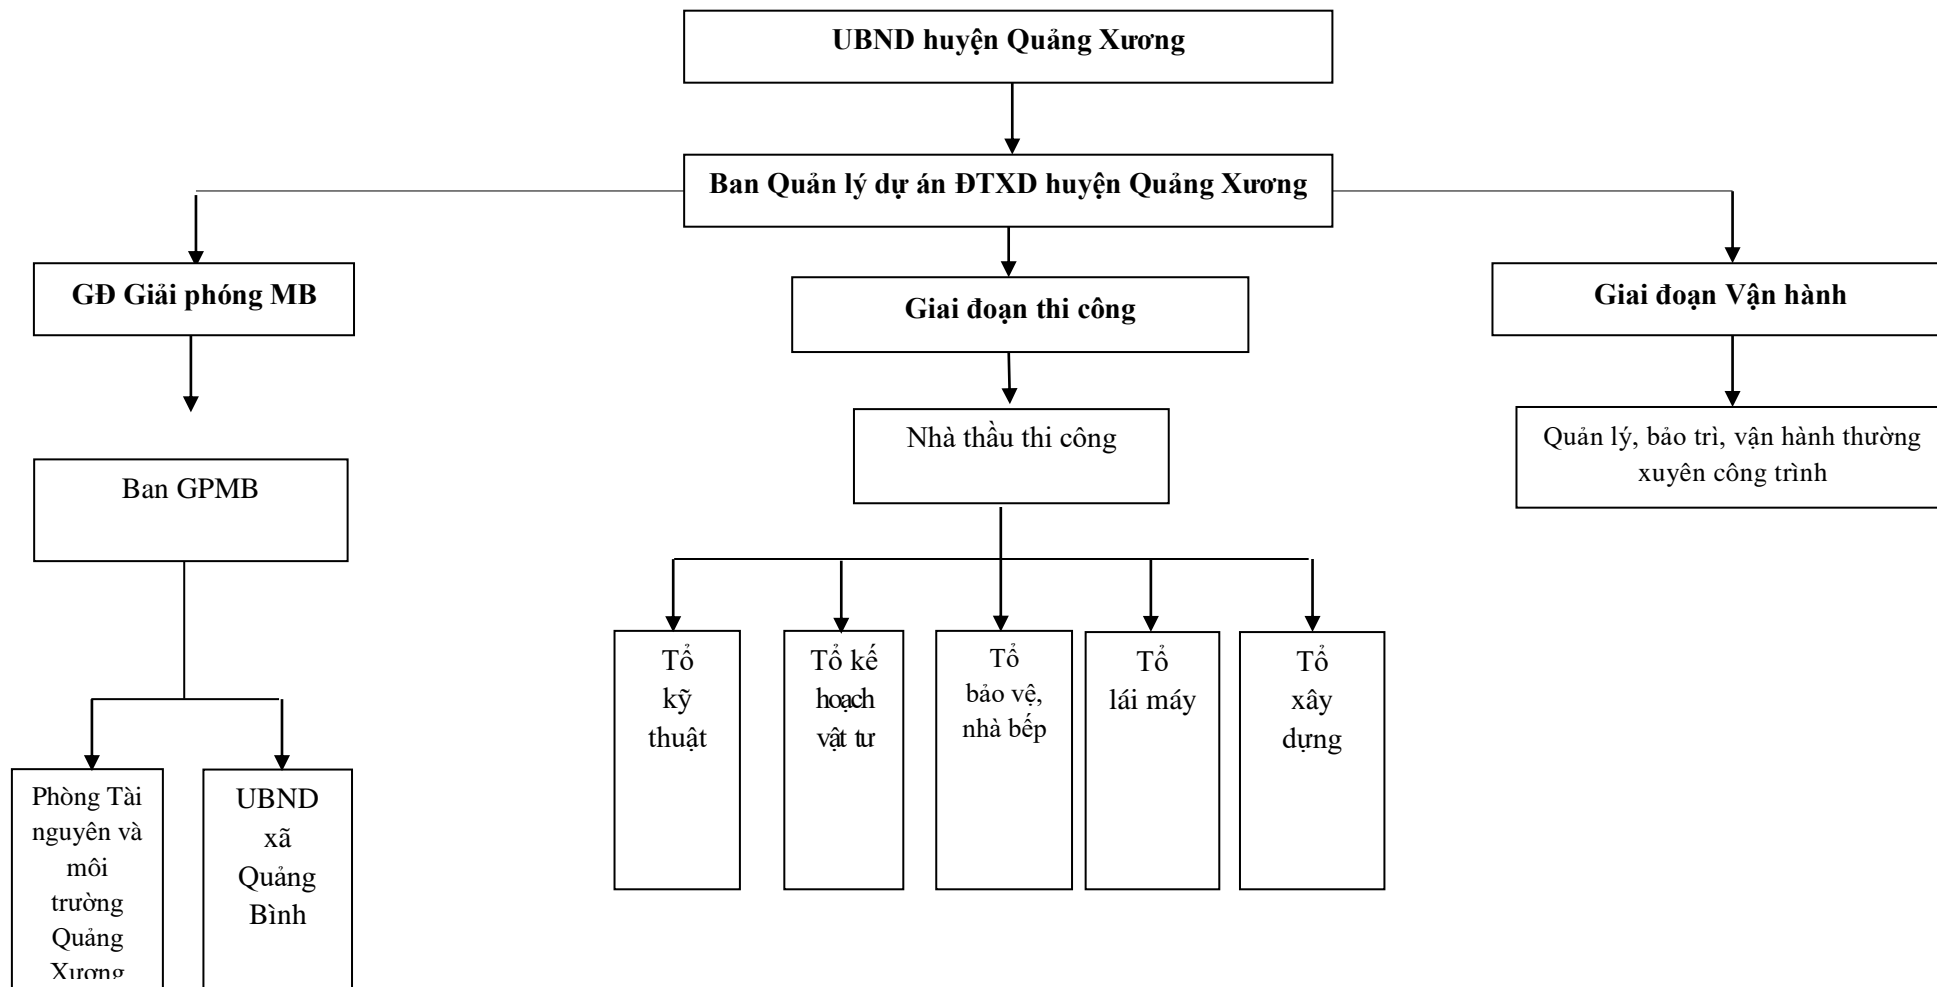 UBND huyện Quảng Xương
Ban Quản lý dự án ĐTXD huyện Quảng Xương
GĐ Giải phóng MB
Giai đoạn thi công
Giai đoạn Vận hành
Ban GPMB
Nhà thầu thi công
Quản lý, bảo trì, vận hành thường
xuyên công trình
Phòng Tài
nguyên và
môi
trường
Quảng
Xương
UBND
xã
Quảng
Bình
Tổ
kỹ
thuật
Tổ kế
hoạch
vật tư
Tổ
bảo vệ,
nhà bếp
Tổ
lái máy
Tổ
xây
dựng